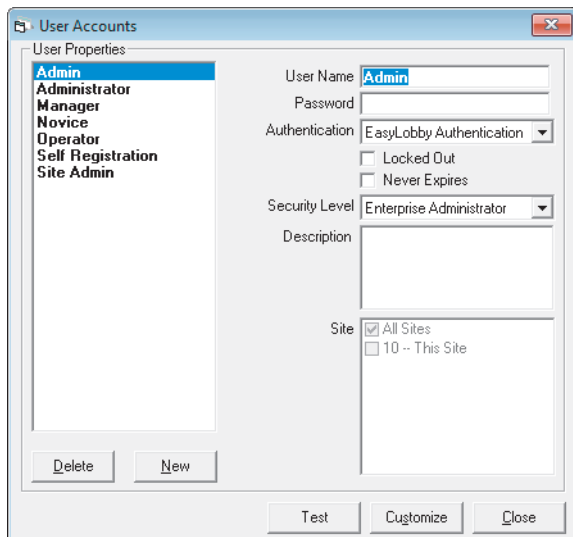 User Accounts
User Properties
Admin
Administrator
Manager
Novice
Operator
Self Registration
Site Admin
User Name Admin
Password
Authentication EasyLobby Authentication
Locked Out
Never Expires
Security Level Enterprise Administrator
Description
Site All Sites
10 -- This Site
Delete New
Test Customize Close